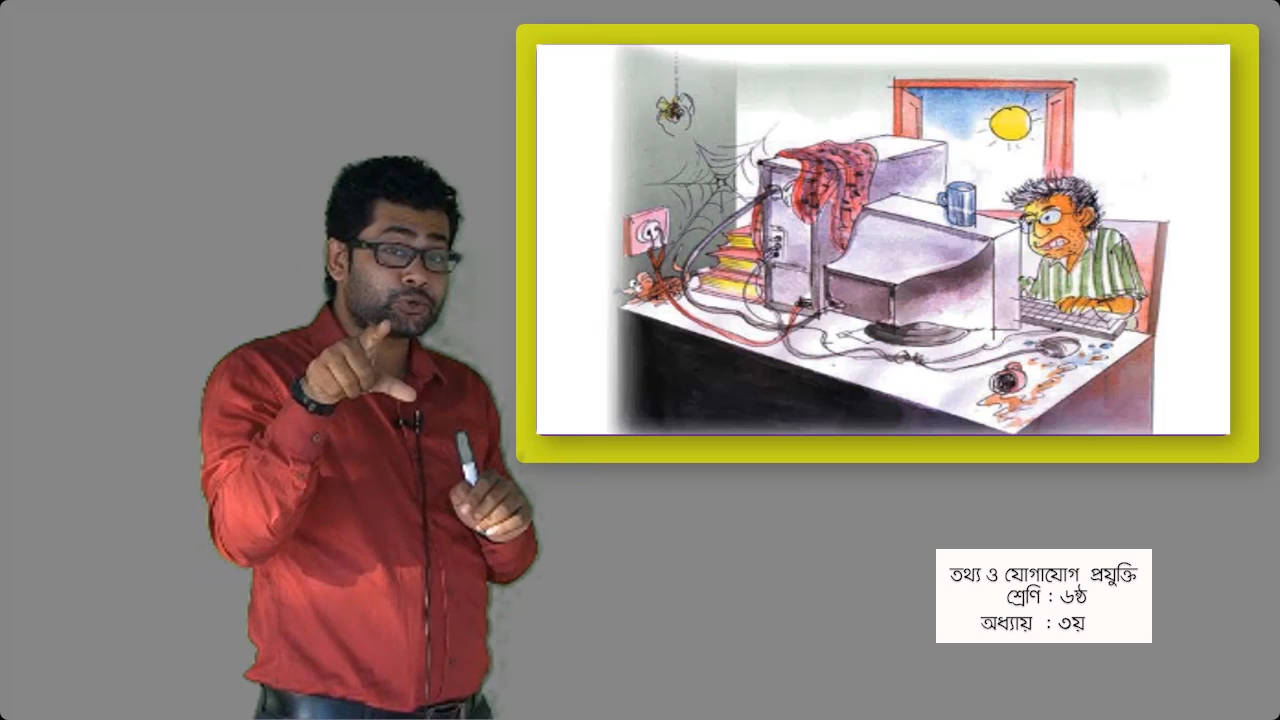 তথ্য ও যোগাযোগ প্রযুক্তি
শ্রেণি : ৬ষ্ঠ
অধ্যায় : ৩য়